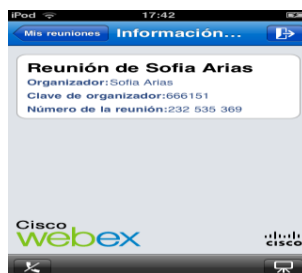 iPod 17:42
Mis reuniones Información...
Reunión de Sofia Arias
Organizador:Sofia Arias
Clave de organizador:666151
Número de la reunión:232 535 369
Cisco
webex
cisco